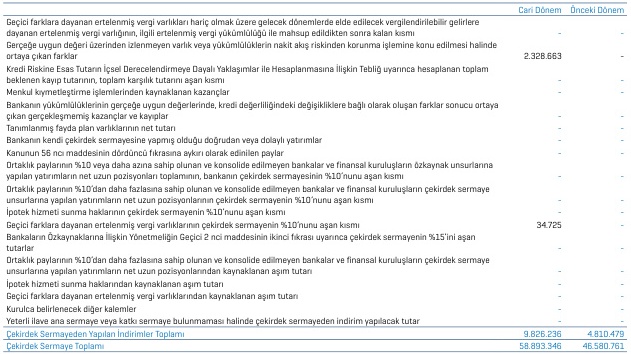 Cari Dönem Önceki Dönem
Geçici farklara dayanan ertelenmiş vergi varlıkları hariç olmak üzere gelecek dönemlerde elde edilecek vergilendirilebilir gelirlere
dayanan ertelenmiş vergi varlığının, ilgili ertelenmiş vergi yükümlülüğü ile mahsup edildikten sonra kalan kısmı - -
Gerçeğe uygun değeri üzerinden izlenmeyen varlık veya yükümlülüklerin nakit akış riskinden korunma işlemine konu edilmesi halinde
ortaya çıkan farklar 2.328.663 -
Kredi Riskine Esas Tutarın İçsel Derecelendirmeye Dayalı Yaklaşımlar ile Hesaplanmasına İlişkin Tebliğ uyarınca hesaplanan toplam
beklenen kayıp tutarının, toplam karşılık tutarını aşan kısmı - -
Menkul kıymetleştirme işlemlerinden kaynaklanan kazançlar - -
Bankanın yükümlülüklerinin gerçeğe uygun değerlerinde, kredi değerliliğindeki değişikliklere bağlı olarak oluşan farklar sonucu ortaya
çıkan gerçekleşmemiş kazançlar ve kayıplar - -
Tanımlanmış fayda plan varlıklarının net tutarı - -
Bankanın kendi çekirdek sermayesine yapmış olduğu doğrudan veya dolaylı yatırımlar - -
Kanunun 56 ncı maddesinin dördüncü fıkrasına aykırı olarak edinilen paylar - -
Ortaklık paylarının %10 veya daha azına sahip olunan ve konsolide edilmeyen bankalar ve finansal kuruluşların özkaynak unsurlarına
yapılan yatırımların net uzun pozisyonları toplamının, bankanın çekirdek sermayesinin %10'nunu aşan kısmı - -
Ortaklık paylarının %10'dan daha fazlasına sahip olunan ve konsolide edilmeyen bankalar ve finansal kuruluşların çekirdek sermaye
unsurlarına yapılan yatırımların net uzun pozisyonlarının çekirdek sermayenin %10'nunu aşan kısmı - -
İpotek hizmeti sunma haklarının çekirdek sermayenin %10'nunu aşan kısmı - -
Geçici farklara dayanan ertelenmiş vergi varlıklarının çekirdek sermayenin %10'nunu aşan kısmı 34.725 -
Bankaların Özkaynaklarına İlişkin Yönetmeliğin Geçici 2 nci maddesinin ikinci fıkrası uyarınca çekirdek sermayenin %15'ini aşan
tutarlar - -
Ortaklık paylarının %10'dan daha fazlasına sahip olunan ve konsolide edilmeyen bankalar ve finansal kuruluşların çekirdek sermaye
unsurlarına yapılan yatırımların net uzun pozisyonlarından kaynaklanan aşım tutarı - -
İpotek hizmeti sunma haklarından kaynaklanan aşım tutarı - -
Geçici farklara dayanan ertelenmiş vergi varlıklarından kaynaklanan aşım tutarı - -
Kurulca belirlenecek diğer kalemler - -
Yeterli ilave ana sermaye veya katkı sermaye bulunmaması halinde çekirdek sermayeden indirim yapılacak tutar - -
Çekirdek Sermayeden Yapılan İndirimler Toplamı 9.826.236 4.810.479
Çekirdek Sermaye Toplamı 58.893.346 46.580.761